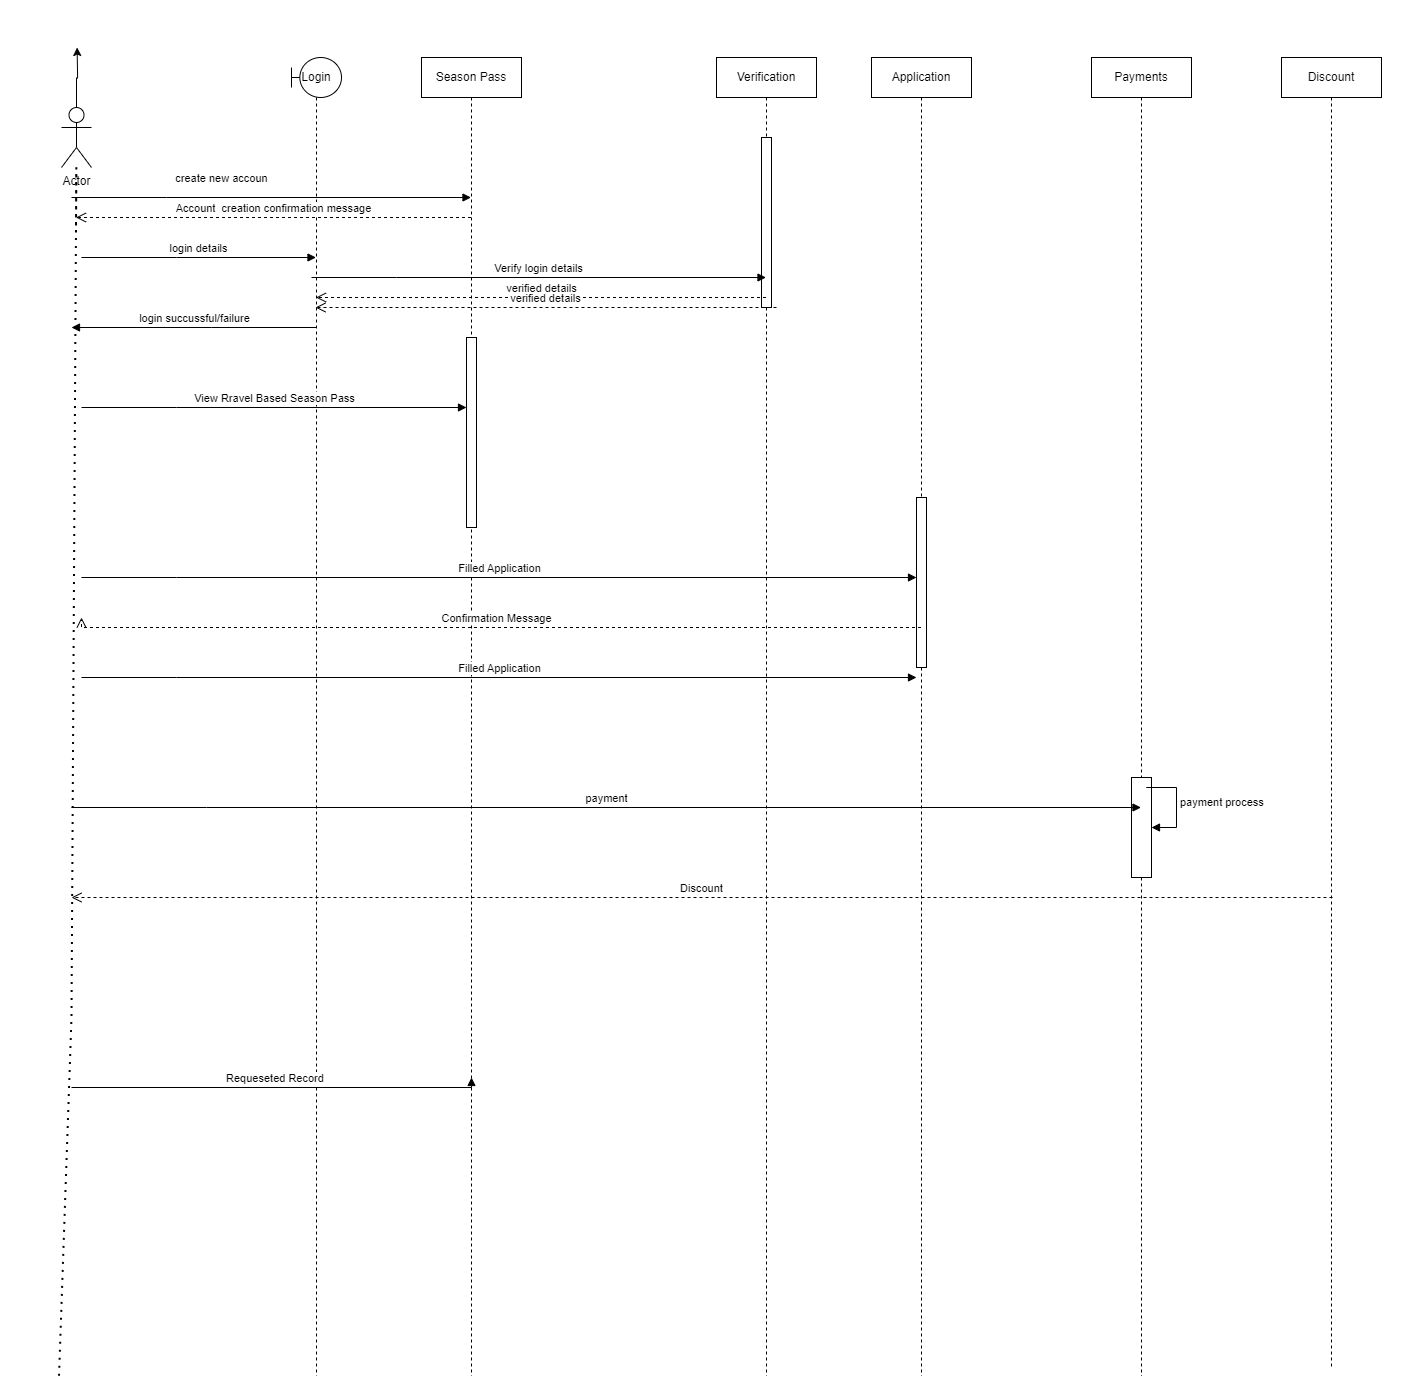 Login
Season Pass
Verification
Application
Payments
Discount
Actor
create new accoun
Account creation confirmation message
login details
Verify login details
verified details
verified details
login succussful/failure
View Rravel Based Season Pass
Filled Application
Confirmation Message
Filled Application
payment
payment process
Discount
Requeseted Record